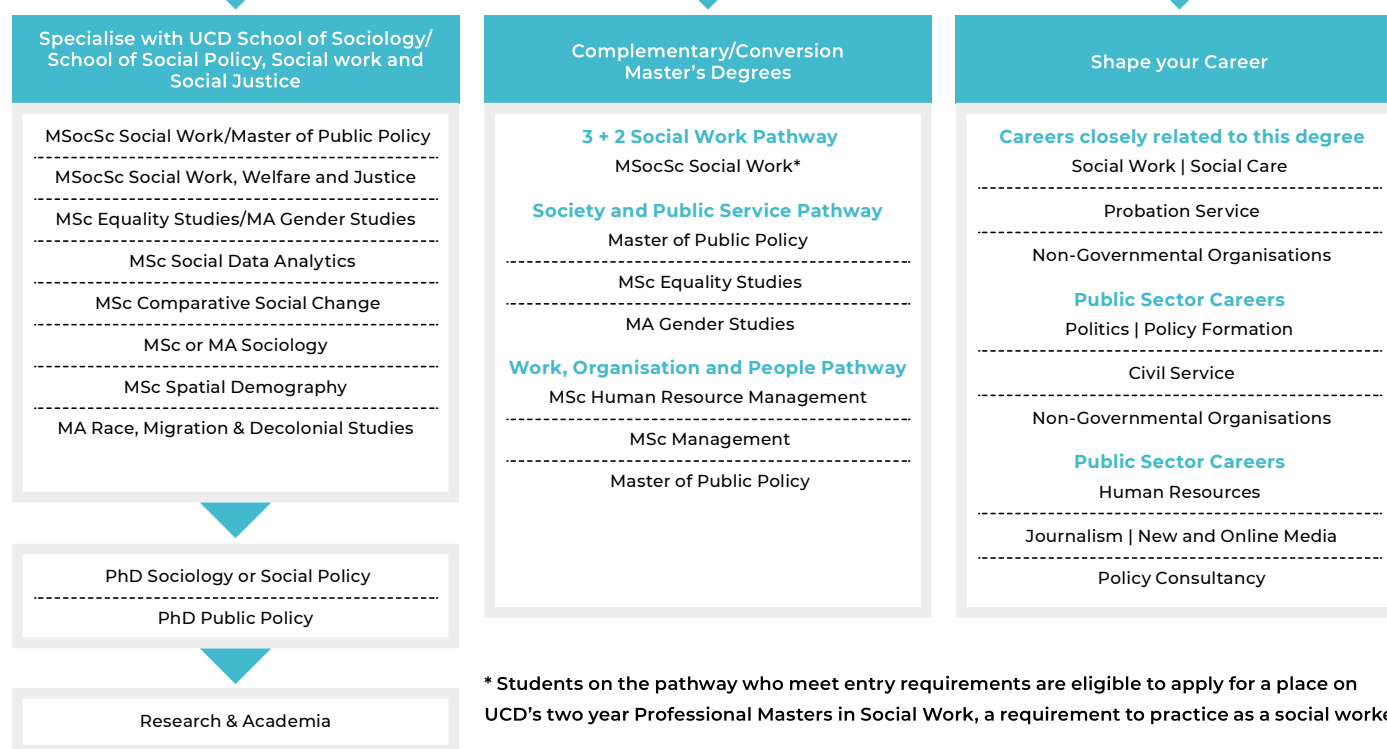 Specialise with UCD School of Sociology/
School of Social Policy, Social work and
Social Justice
MSocSc Social Work/Master of Public Policy
MSocSc Social Work, Welfare and Justice
MSc Equality Studies/MA Gender Studies
MSc Social Data Analytics
MSc Comparative Social Change
MSc or MA Sociology
MSc Spatial Demography
MA Race, Migration & Decolonial Studies
PhD Sociology or Social Policy
PhD Public Policy
Research & Academia
Complementary/Conversion
Master's Degrees
3 + 2 Social Work Pathway
MSocSc Social Work*
Society and Public Service Pathway
Master of Public Policy
MSc Equality Studies
MA Gender Studies
Work, Organisation and People Pathway
MSc Human Resource Management
MSc Management
Master of Public Policy
Shape your Career
Careers closely related to this degree
Social Work | Social Care
Probation Service
Non-Governmental Organisations
Public Sector Careers
Politics | Policy Formation
Civil Service
Non-Governmental Organisations
Public Sector Careers
Human Resources
Journalism | New and Online Media
Policy Consultancy
* Students on the pathway who meet entry requirements are eligible to apply for a place on
UCD's two year Professional Masters in Social Work, a requirement to practice as a social worke